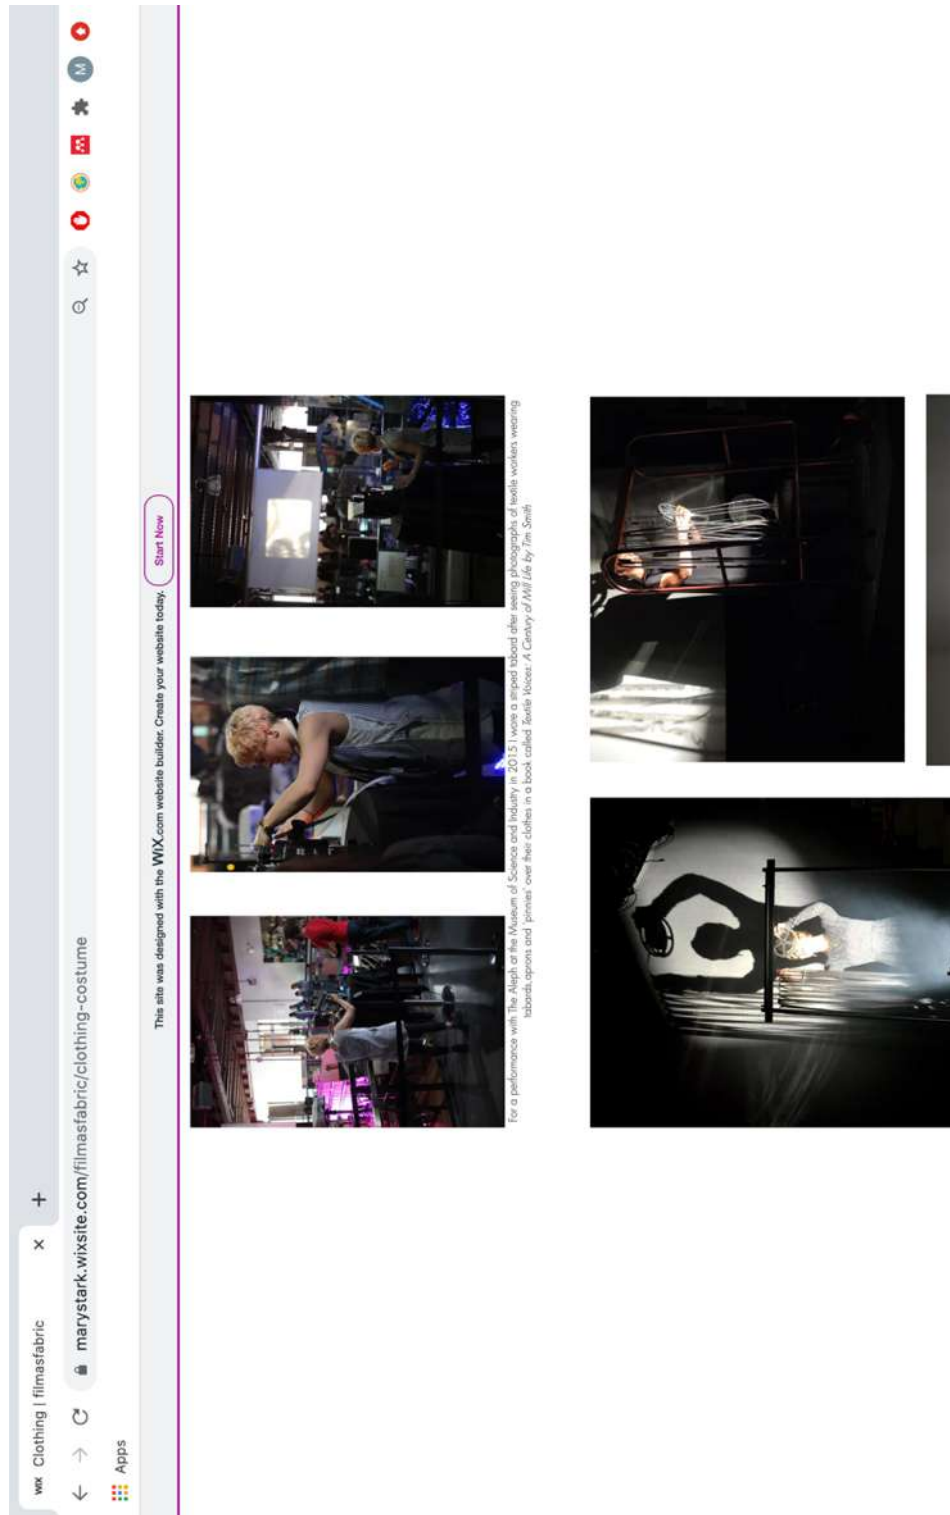 WIX Clothing | filmasfabric
marystark.wixsite.com/filmasfabric/clothing-costume
M
Apps
This site was designed with the WiX.com website builder. Create your website today. Start Now
For a performance with The Aleph at the Museum of Science and Industry in 2015 I wore a striped tabard after seeing photographs of textile workers wearing
tabards, aprons and 'pinnies' over their clothes in a book called Textile Voices: A Century of Mill Life by Tim Smith